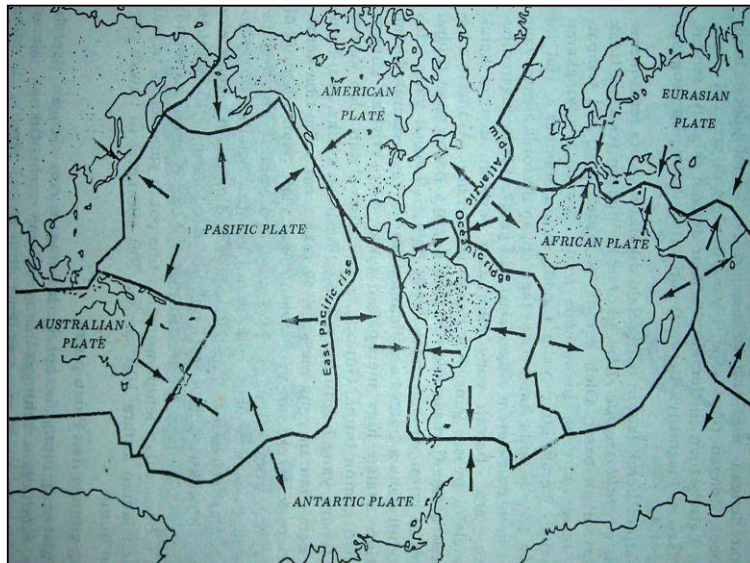 AMERICAN
PLATE
EURASIAN
PLATE
mid-Atlantic
Oceanic ridge
PASIFIC PLATE
AFRICAN PLATE
East Pacific rise
AUSTRALIAN
PLATE
ANTARTIC PLATE